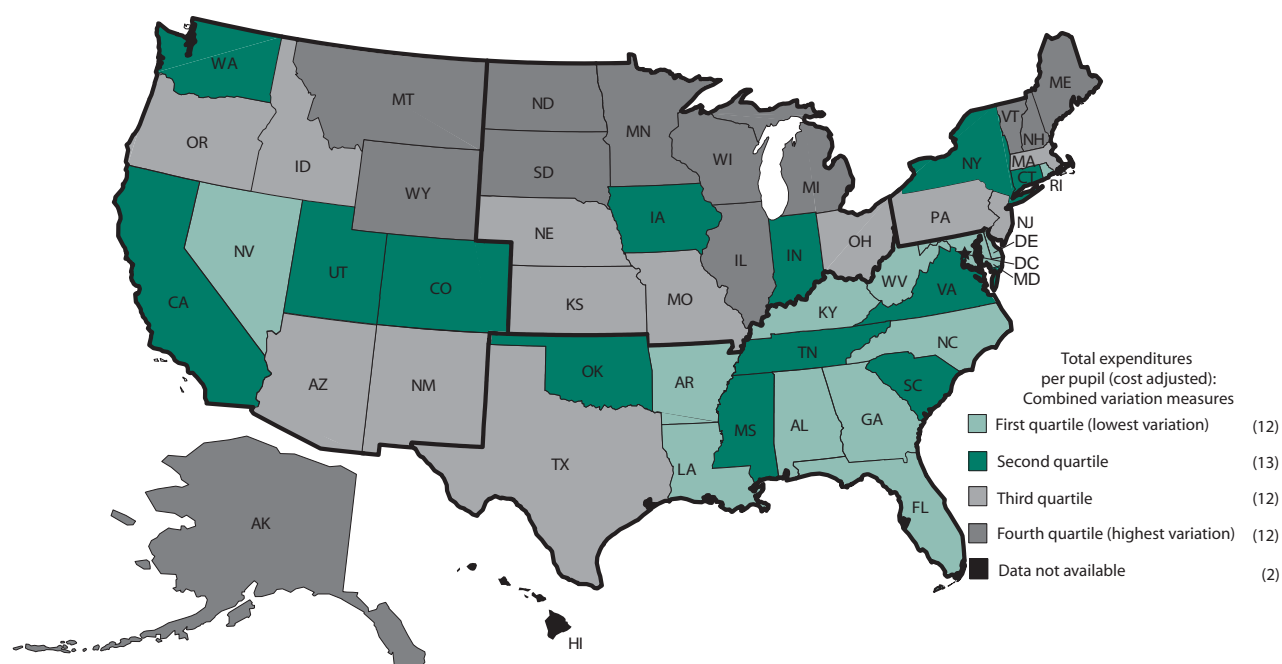 WA
MT
ND
MN
ME
VT
NH
OR
ID
WY
SD
WI
MI
NY
MA
CT
RI
NV
UT
CO
CA
NE
IA
IL
IN
OH
PA
NJ
DE
DC
MD
KS
MO
WV
VA
KY
AZ
NM
OK
AR
TN
NC
SC
TX
LA
MS
AL
GA
FL
AK
HI
Total expenditures
per pupil (cost adjusted):
Combined variation measures
First quartile (lowest variation) (12)
Second quartile (13)
Third quartile (12)
Fourth quartile (highest variation) (12)
Data not available (2)